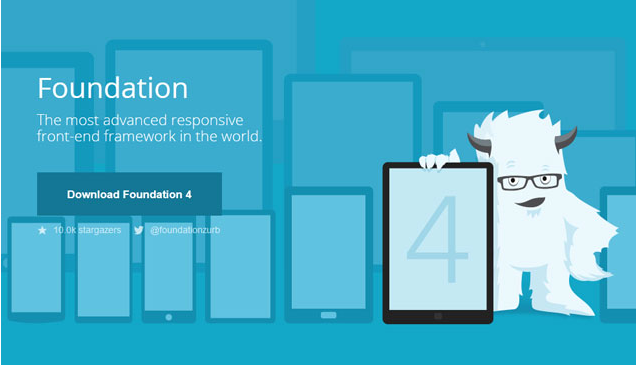 Foundation
The most advanced responsive
front-end framework in the world.
Download Foundation 4
10.0k stargazers @foundationzurb
4